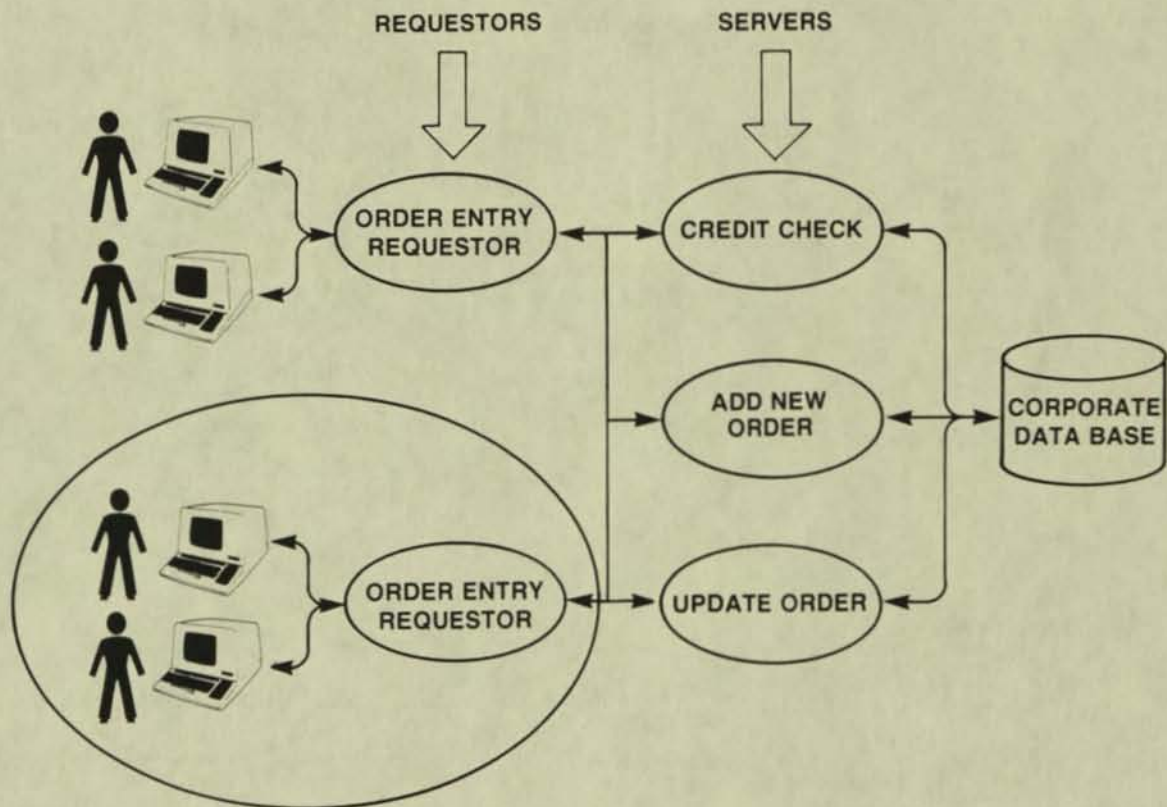 REQUESTORS
SERVERS
ORDER ENTRY
REQUESTOR
CREDIT CHECK
ADD NEW
ORDER
CORPORATE
DATA BASE
ORDER ENTRY
REQUESTOR
UPDATE ORDER